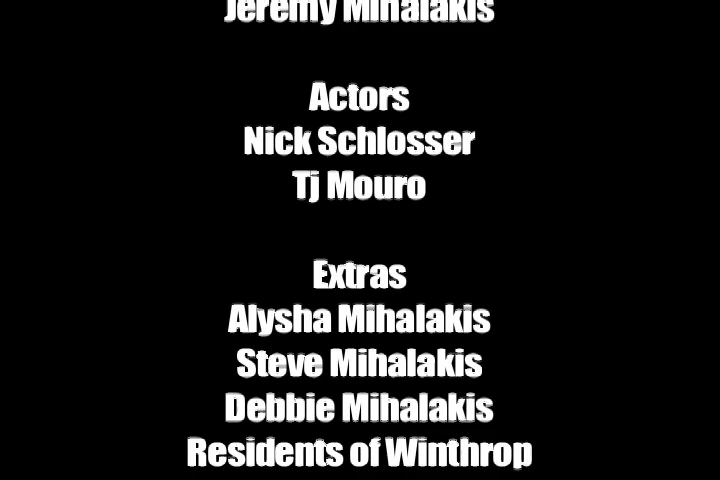 Jeremy Mihalakis
Actors
Nick Schlosser
Tj Mouro
Extras
Alysha Mihalakis
Steve Mihalakis
Debbie Mihalakis
Residents of Winthrop